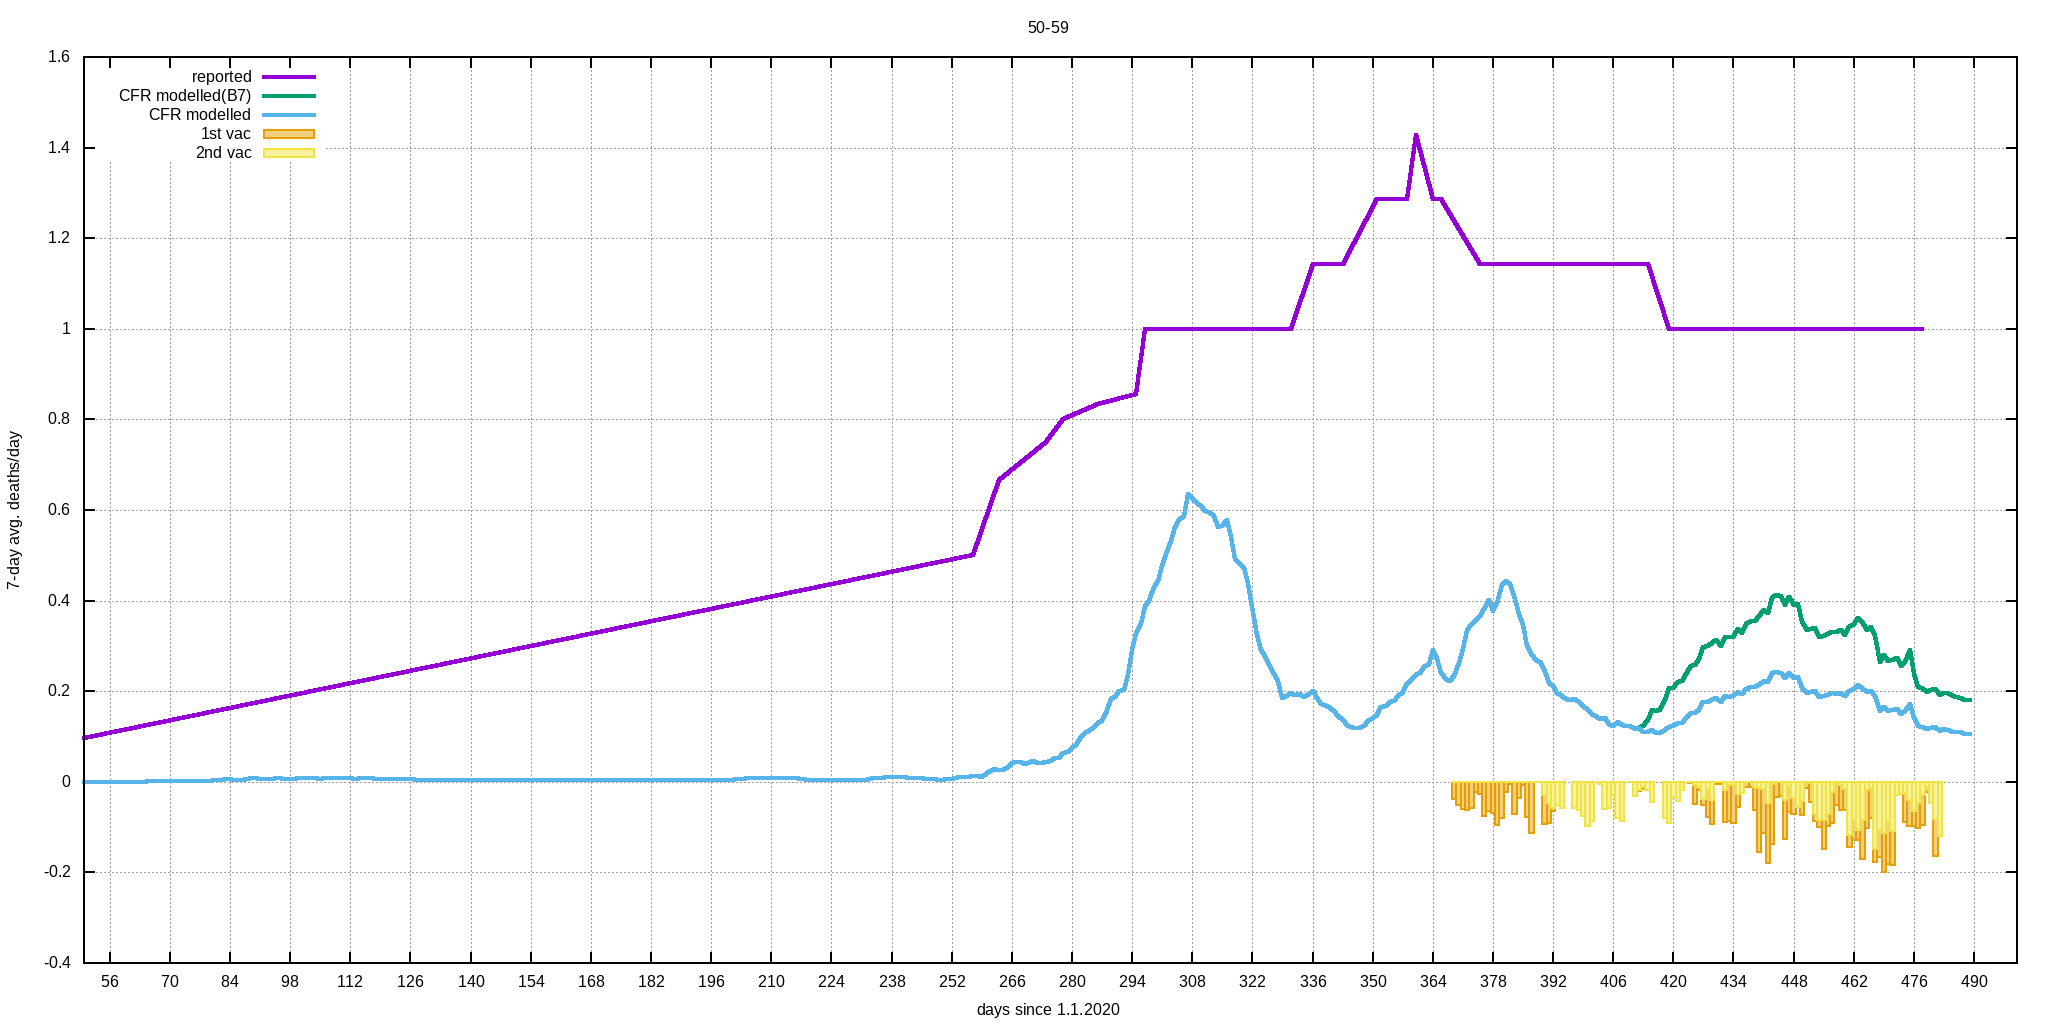 50-59
1.6
1.4
1.2
1
0.8
0.6
0.4
0.2
0
-0.2
-0.4
7-day avg. deaths/day
reported
CFR modelled(B7)
CFR modelled
1st vac
2nd vac
56 70 84 98 112 126 140 154 168 182 196 210 224 238 252 266 280 294 308 322 336 350 364 378 392 406 420 434 448 462 476 490
days since 1.1.2020